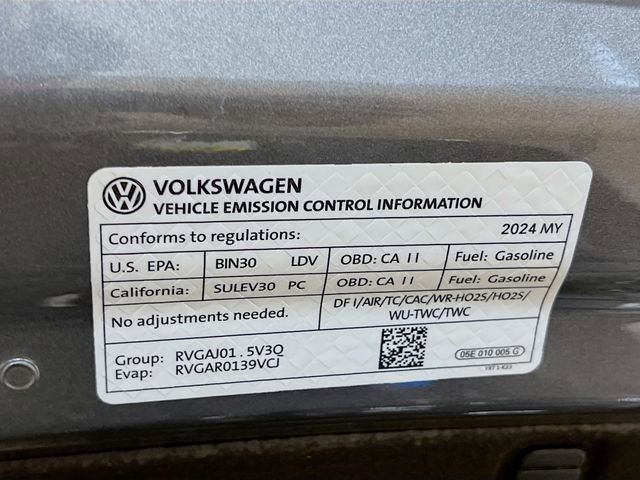 VOLKSWAGEN
VEHICLE EMISSION CONTROL INFORMATION
Conforms to regulations: 2024 MY
U.S. EPA: BIN30 LDV OBD: CA II Fuel: Gasoline
California: SULEV30 PC OBD: CA II Fuel: Gasoline
No adjustments needed.
DFI/AIR/TC/CAC/WR-HO2S/HO2S/
WU-TWC/TWC
Group: RVGAJ01.5V3Q
Evap: RVGAR0139VCJ
05E 010 005 G